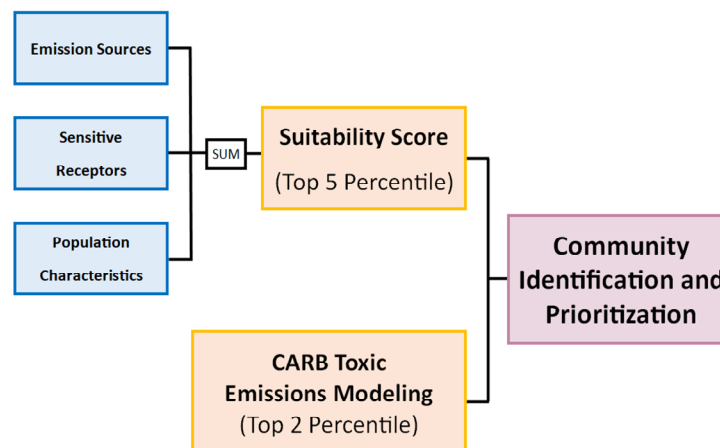 Emission Sources
Sensitive
Receptors
SUM
Population
Characteristics
Suitability Score
(Top 5 Percentile)
CARB Toxic
Emissions Modeling
(Top 2 Percentile)
Community
Identification and
Prioritization